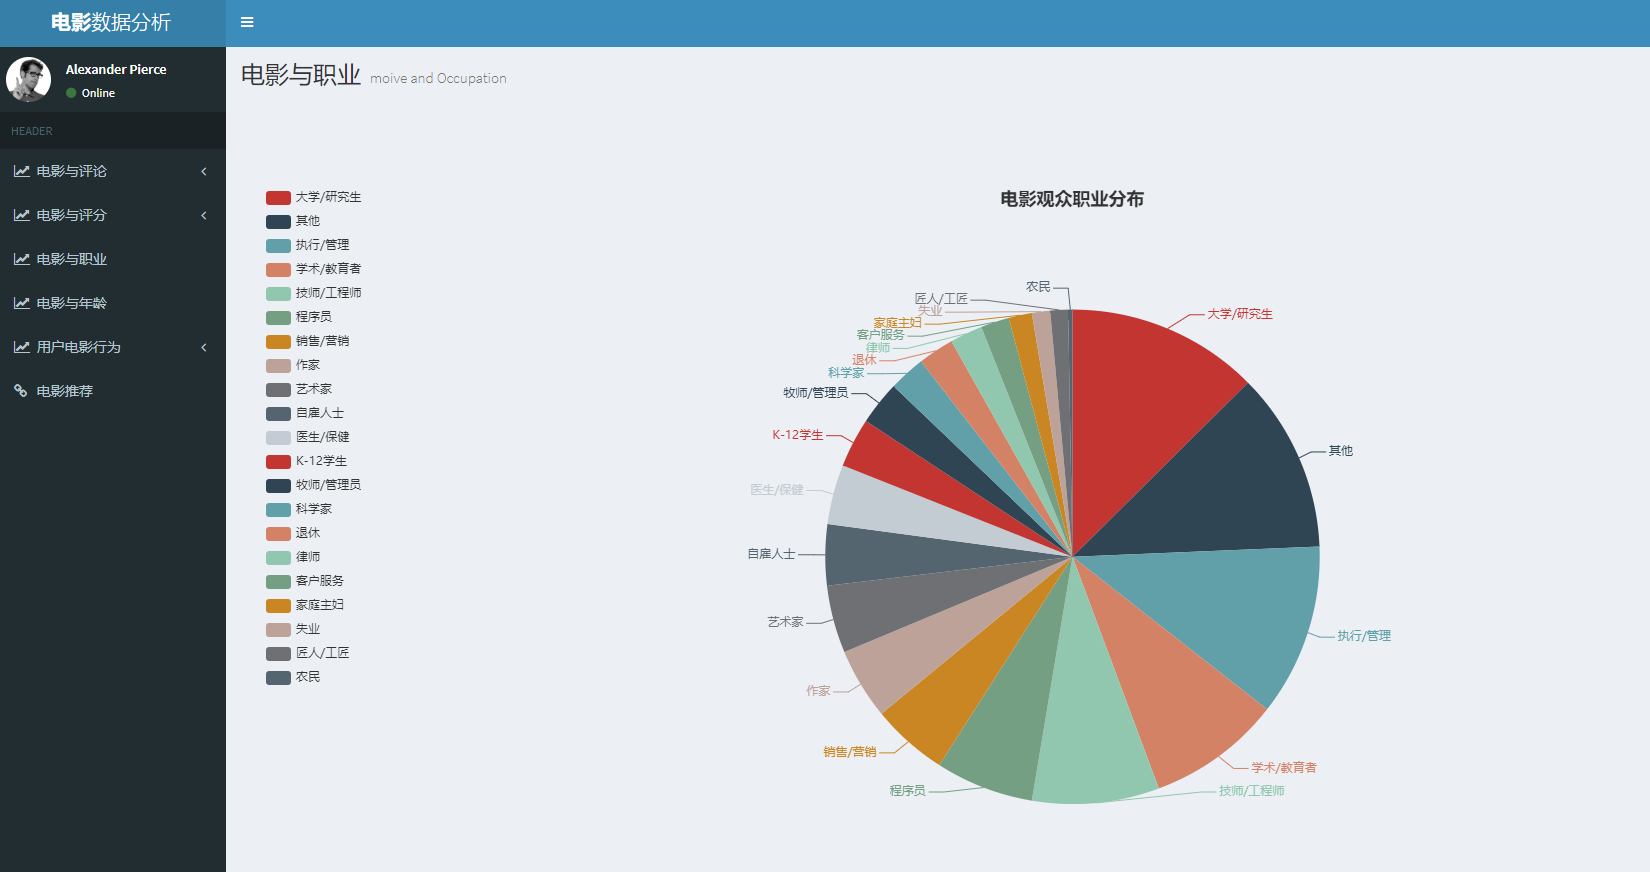 电影数据分析
Alexander Pierce
Online
HEADER
电影与评论
电影与评分
电影与职业
电影与年龄
用户电影行为
电影推荐
电影与职业 moive and Occupation
大学/研究生
其他
执行/管理
学术/教育者
技师/工程师
程序员
销售/营销
作家
艺术家
自雇人士
医生/保健
K-12学生
牧师/管理员
科学家
退休
律师
客户服务
家庭主妇
失业
匠人/工匠
农民
电影观众职业分布
农民
匠人/工匠
失业
家庭主妇
客户服务
律师
退休
科学家
牧师/管理员
K-12学生
医生/保健
自雇人士
艺术家
作家
销售/营销
程序员
大学/研究生
其他
执行/管理
学术/教育者
技师/工程师